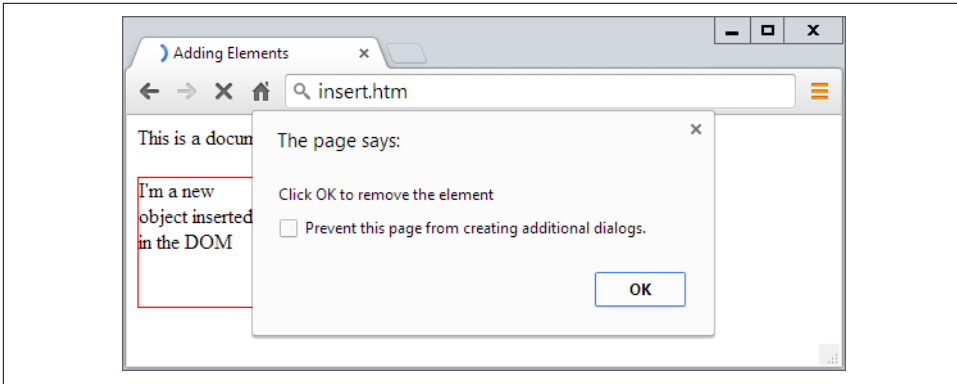 Adding Elements
insert.htm
This is a docum
The page says:
I'm a new
object inserted
in the DOM
Click OK to remove the element
Prevent this page from creating additional dialogs.
OK